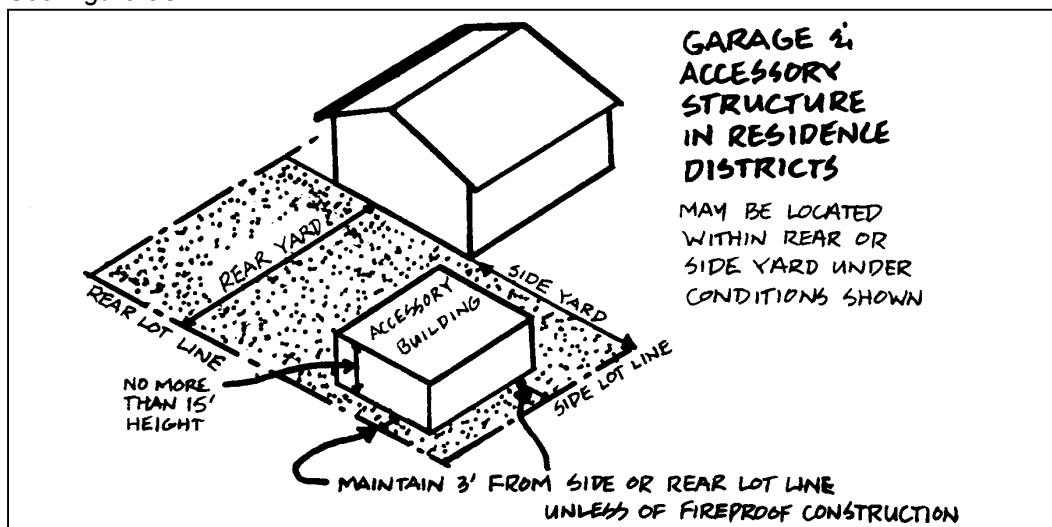 GARAGE &
ACCESSORY
STRUCTURE
IN RESIDENCE
DISTRICTS
MAY BE LOCATED
WITHIN REAR OR
SIDE YARD UNDER
CONDITIONS SHOWN
REAR YARD
SIDE YARD
REAR LOT LINE
ACCESSORY
BUILDING
SIDE LOT LINE
NO MORE
THAN 15'
HEIGHT
MAINTAIN 3' FROM SIDE OR REAR LOT LINE
UNLESS OF FIREPROOF CONSTRUCTION